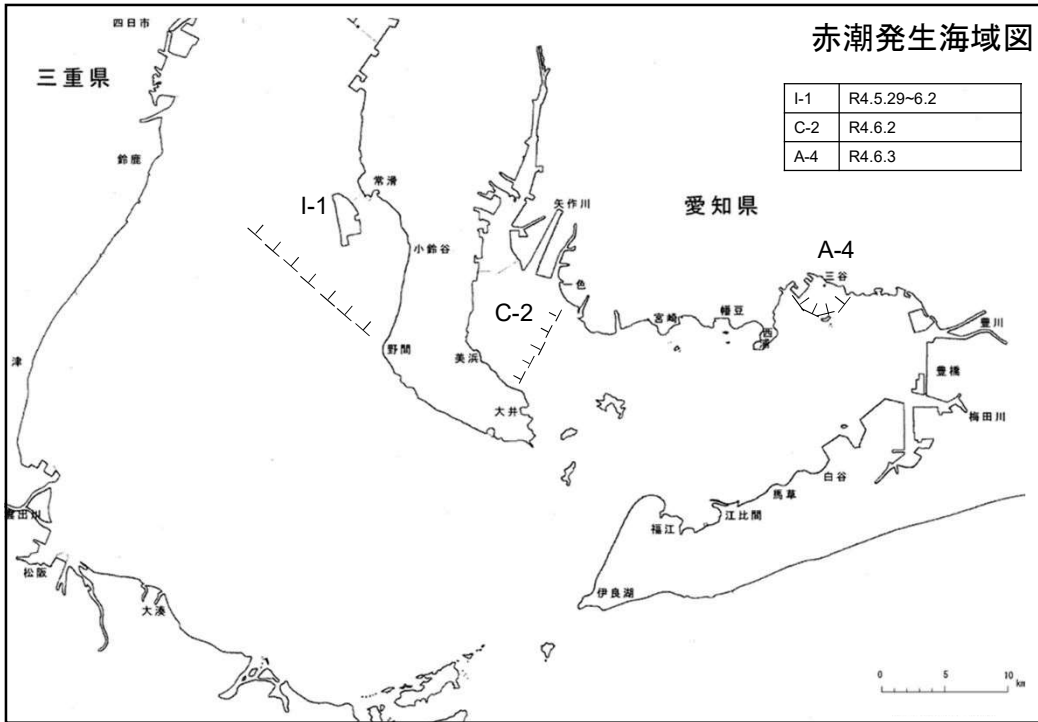 赤潮発生海域図
I-1 R4.5.29~6.2
C-2 R4.6.2
A-4 R4.6.3
四日市
三重県
鈴鹿
津
雲出川
松阪
大湊
常滑
I-1
小鈴谷
野間
矢作川
愛知県
A-4
三谷
一色
C-2
宮崎
幡豆
西浦
豊川
美浜
豊橋
大井
梅田川
白谷
馬草
江比間
福江
伊良湖
0 5 10
km